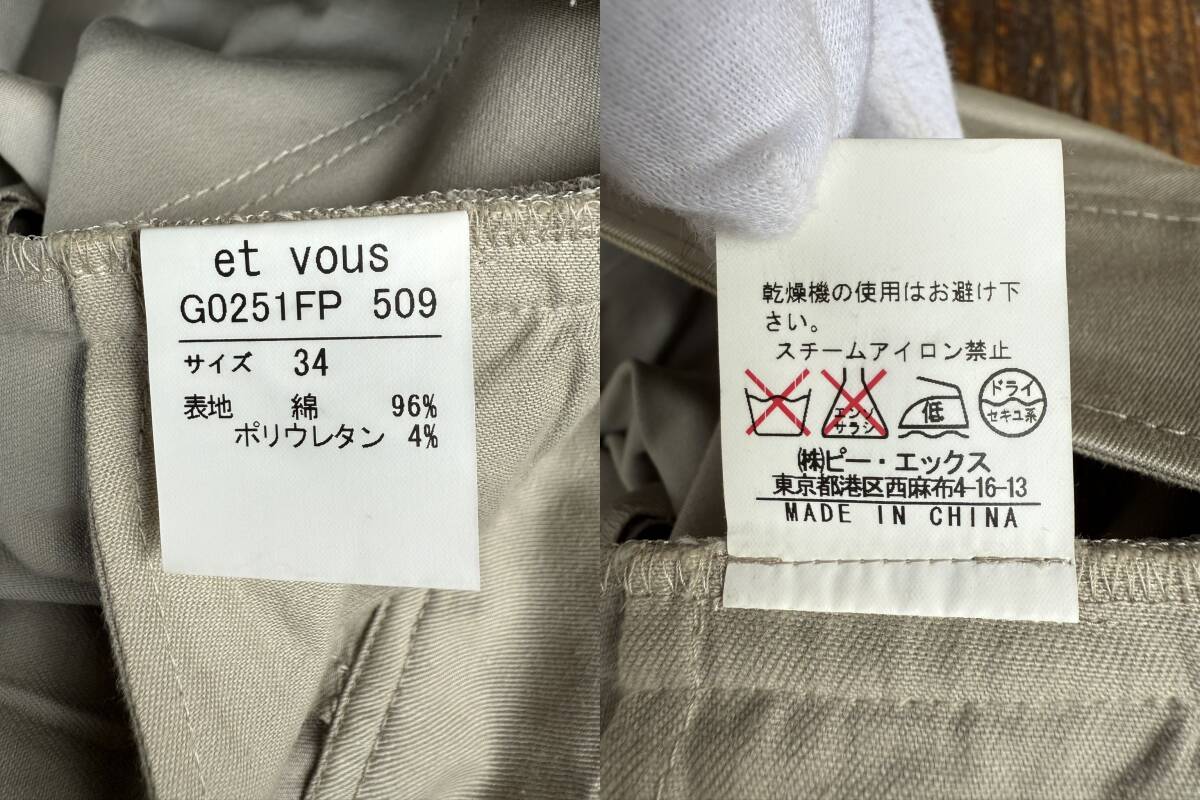 et vous
G0251FP 509
サイズ 34
表地 綿 96%
ポリウレタン 4%
乾燥機の使用はお避け下
さい。
スチームアイロン禁止
エンソ
サラシ
低
ドライ
セキユ系
㈱ピー・エックス
東京都港区西麻布4-16-13
MADE IN CHINA